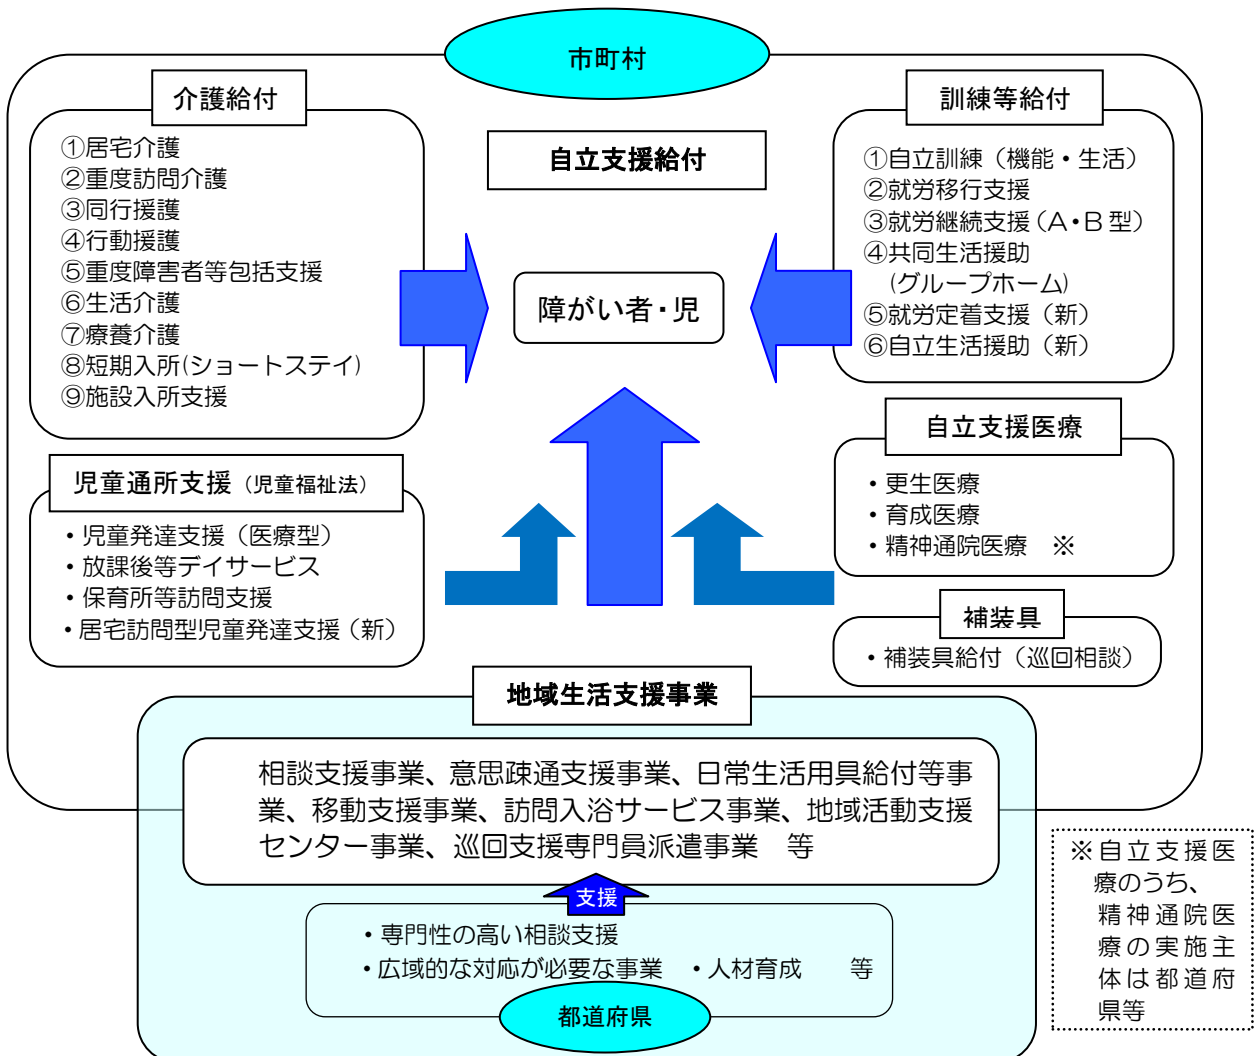 市町村
介護給付
①居宅介護
②重度訪問介護
③同行援護
④行動援護
⑤重度障害者等包括支援
⑥生活介護
⑦療養介護
⑧短期入所(ショートステイ)
⑨施設入所支援
自立支援給付
障がい者・児
訓練等給付
①自立訓練（機能・生活）
②就労移行支援
③就労継続支援（A・B型）
④共同生活援助
(グループホーム)
⑤就労定着支援（新）
⑥自立生活援助（新）
児童通所支援（児童福祉法）
・児童発達支援（医療型）
・放課後等デイサービス
・保育所等訪問支援
・居宅訪問型児童発達支援（新）
自立支援医療
・更生医療
・育成医療
・精神通院医療　※
補装具
・補装具給付（巡回相談）
地域生活支援事業
相談支援事業、意思疎通支援事業、日常生活用具給付等事
業、移動支援事業、訪問入浴サービス事業、地域活動支援
センター事業、巡回支援専門員派遣事業　等
支援
・専門性の高い相談支援
・広域的な対応が必要な事業　・人材育成　　等
都道府県
※自立支援医
療のうち、
精神通院医
療の実施主
体は都道府
県等